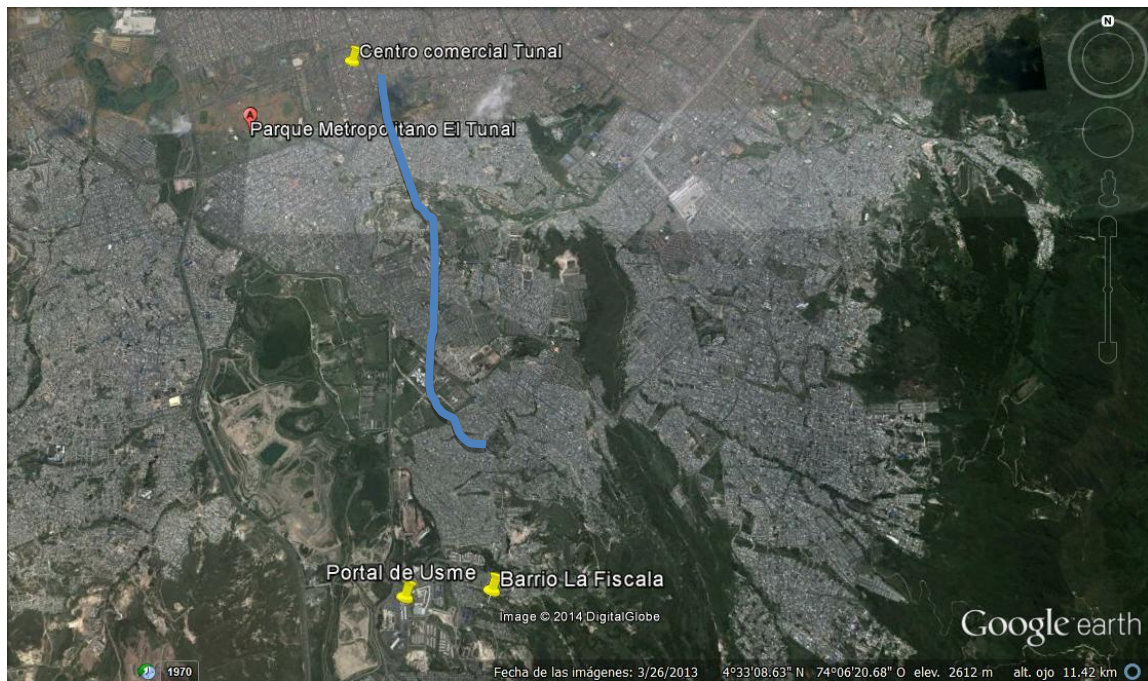 N
Centro comercial Tunal
A
Parque Metropolitano El Tunal
Portal de Usme
Barrio La Fiscala
Image © 2014 DigitalGlobe
Google earth
1970
Fecha de las imágenes: 3/26/2013 4°33'08.63" N 74°06'20.68" O elev. 2612 m alt. ojo 11.42 km